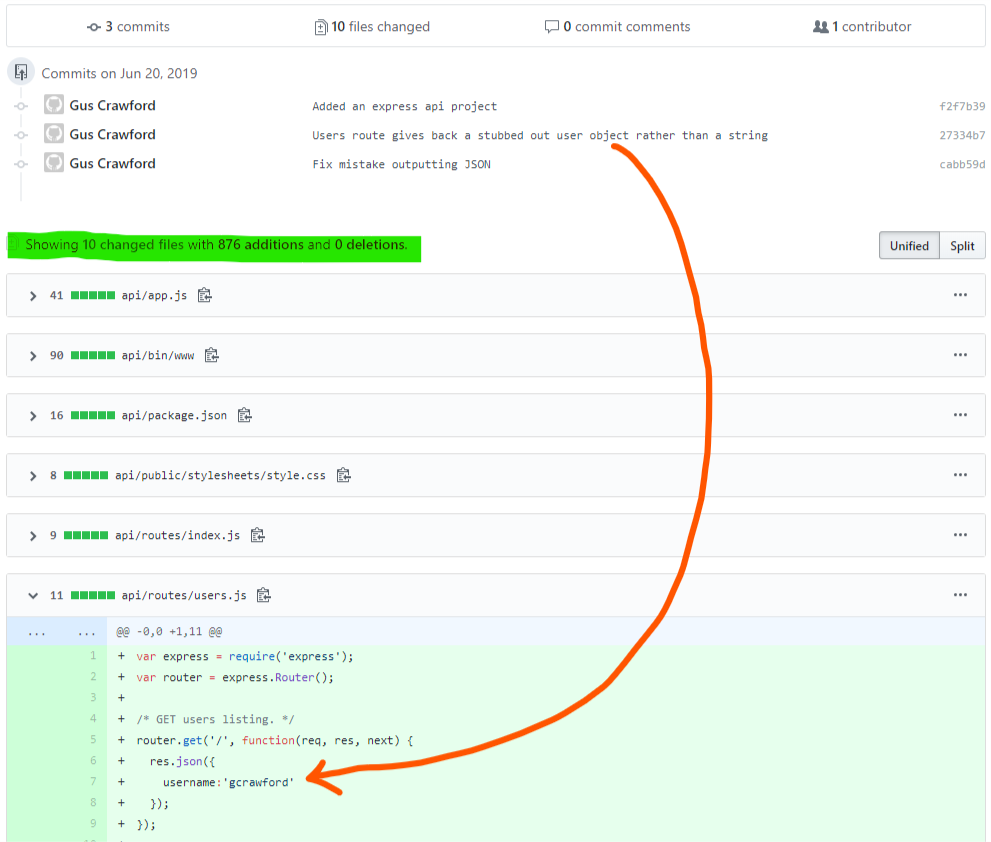 3 commits 10 files changed 0 commit comments 1 contributor
Commits on Jun 20, 2019
Gus Crawford Added an express api project f2f7b39
Gus Crawford Users route gives back a stubbed out user object rather than a string 27334b7
Gus Crawford Fix mistake outputting JSON cabb59d
Showing 10 changed files with 876 additions and 0 deletions. Unified Split
41 api/app.js ...
90 api/bin/www ...
16 api/package.json ...
8 api/public/stylesheets/style.css ...
9 api/routes/index.js ...
11 api/routes/users.js ...
... ... @@ -0,0 +1,11 @@
1 + var express = require('express');
2 + var router = express.Router();
3 +
4 + /* GET users listing. */
5 + router.get('/', function(req, res, next) {
6 + res.json({
7 + username:'gcrawford'
8 + });
9 + });